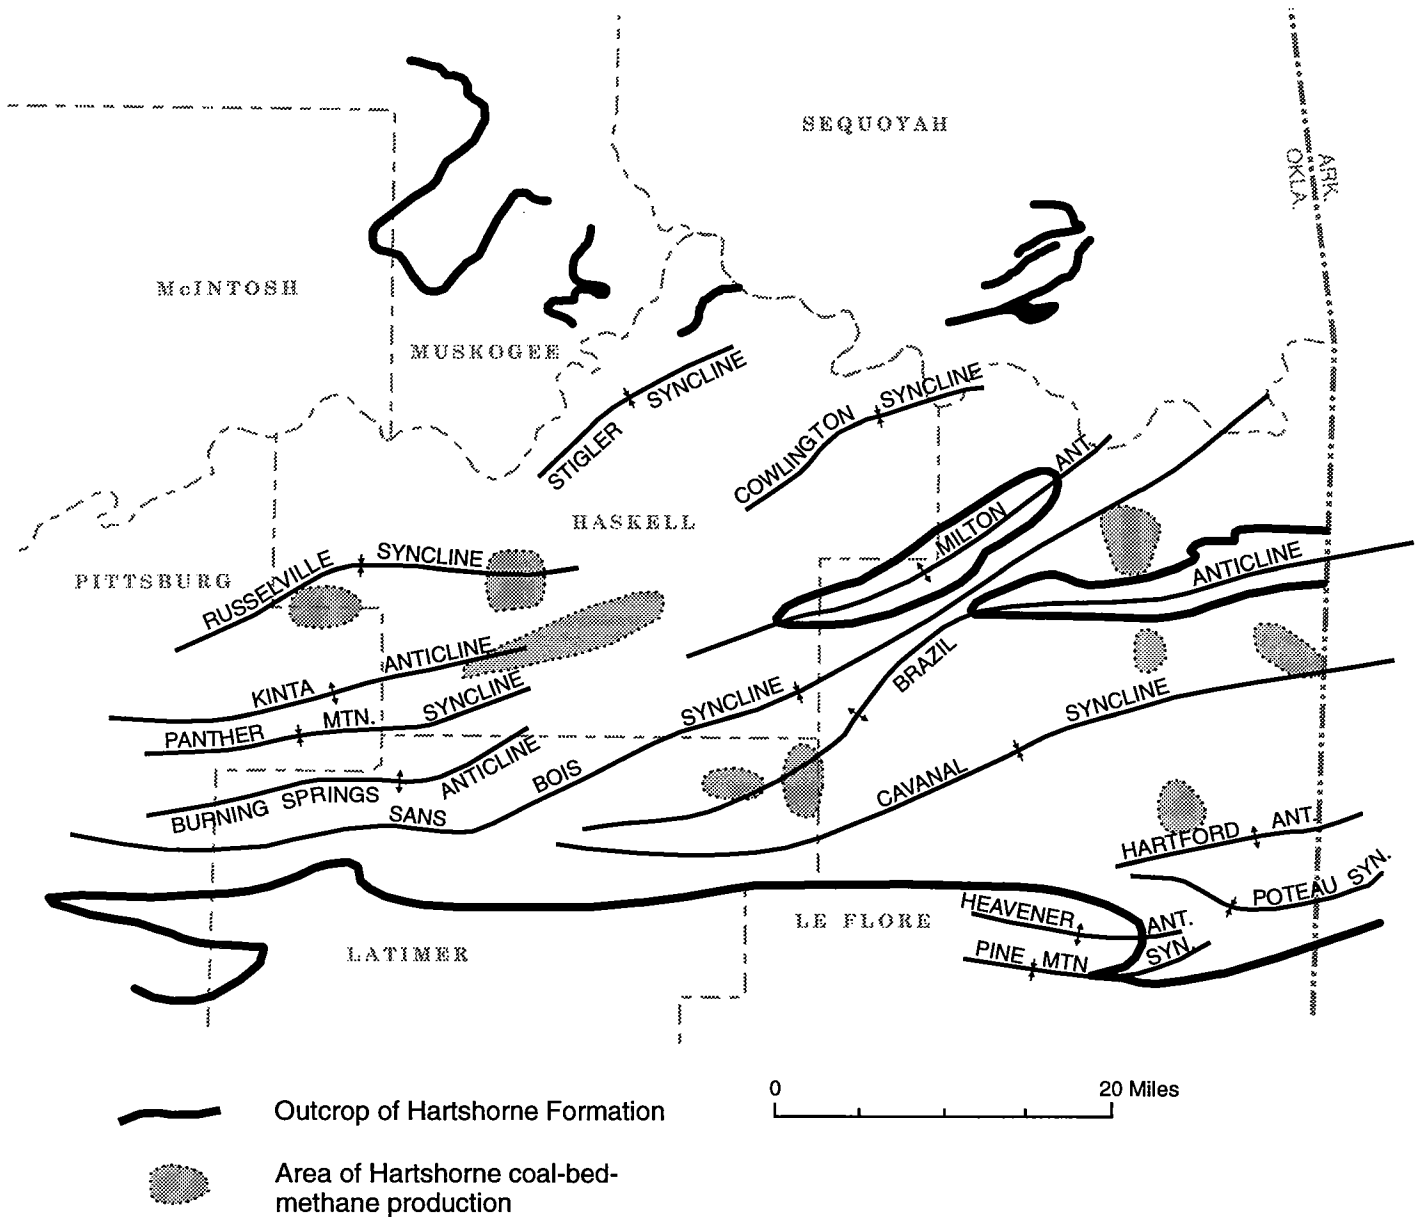 SEQUOYAH
ARK.
OKLA.
McINTOSH
MUSKOGEE
STIGLER SYNCLINE
COWLINGTON SYNCLINE
MILTON ANT.
HASKELL
PITTSBURG
RUSSELLVILLE SYNCLINE
ANTICLINE
KINTA ANTICLINE
PANTHER MTN. SYNCLINE
BRAZIL
SYNCLINE
CAVANAL SYNCLINE
BURNING SPRINGS ANTICLINE
SANS BOIS
HARTFORD ANT.
POTEAU SYN.
HEAVENER ANT.
LE FLORE
LATIMER
PINE MTN SYN.
0 20 Miles
Outcrop of Hartshorne Formation
Area of Hartshorne coal-bed-
methane production